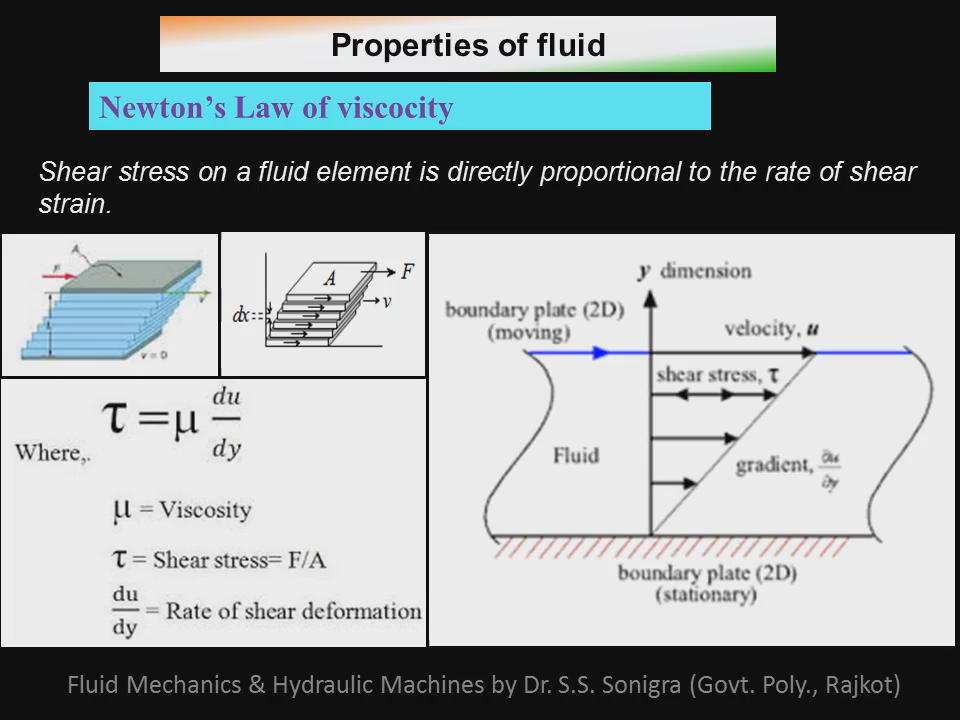 Properties of fluid
Newton’s Law of viscocity
Shear stress on a fluid element is directly proportional to the rate of shear
strain.
A
F
v
v = 0
A
F
v
dx
y dimension
boundary plate (2D)
(moving)
velocity, u
shear stress, τ
Fluid
gradient, ∂u/∂y
boundary plate (2D)
(stationary)
τ = μ du/dy
Where,.
μ = Viscosity
τ = Shear stress= F/A
du/dy = Rate of shear deformation
Fluid Mechanics & Hydraulic Machines by Dr. S.S. Sonigra (Govt. Poly., Rajkot)